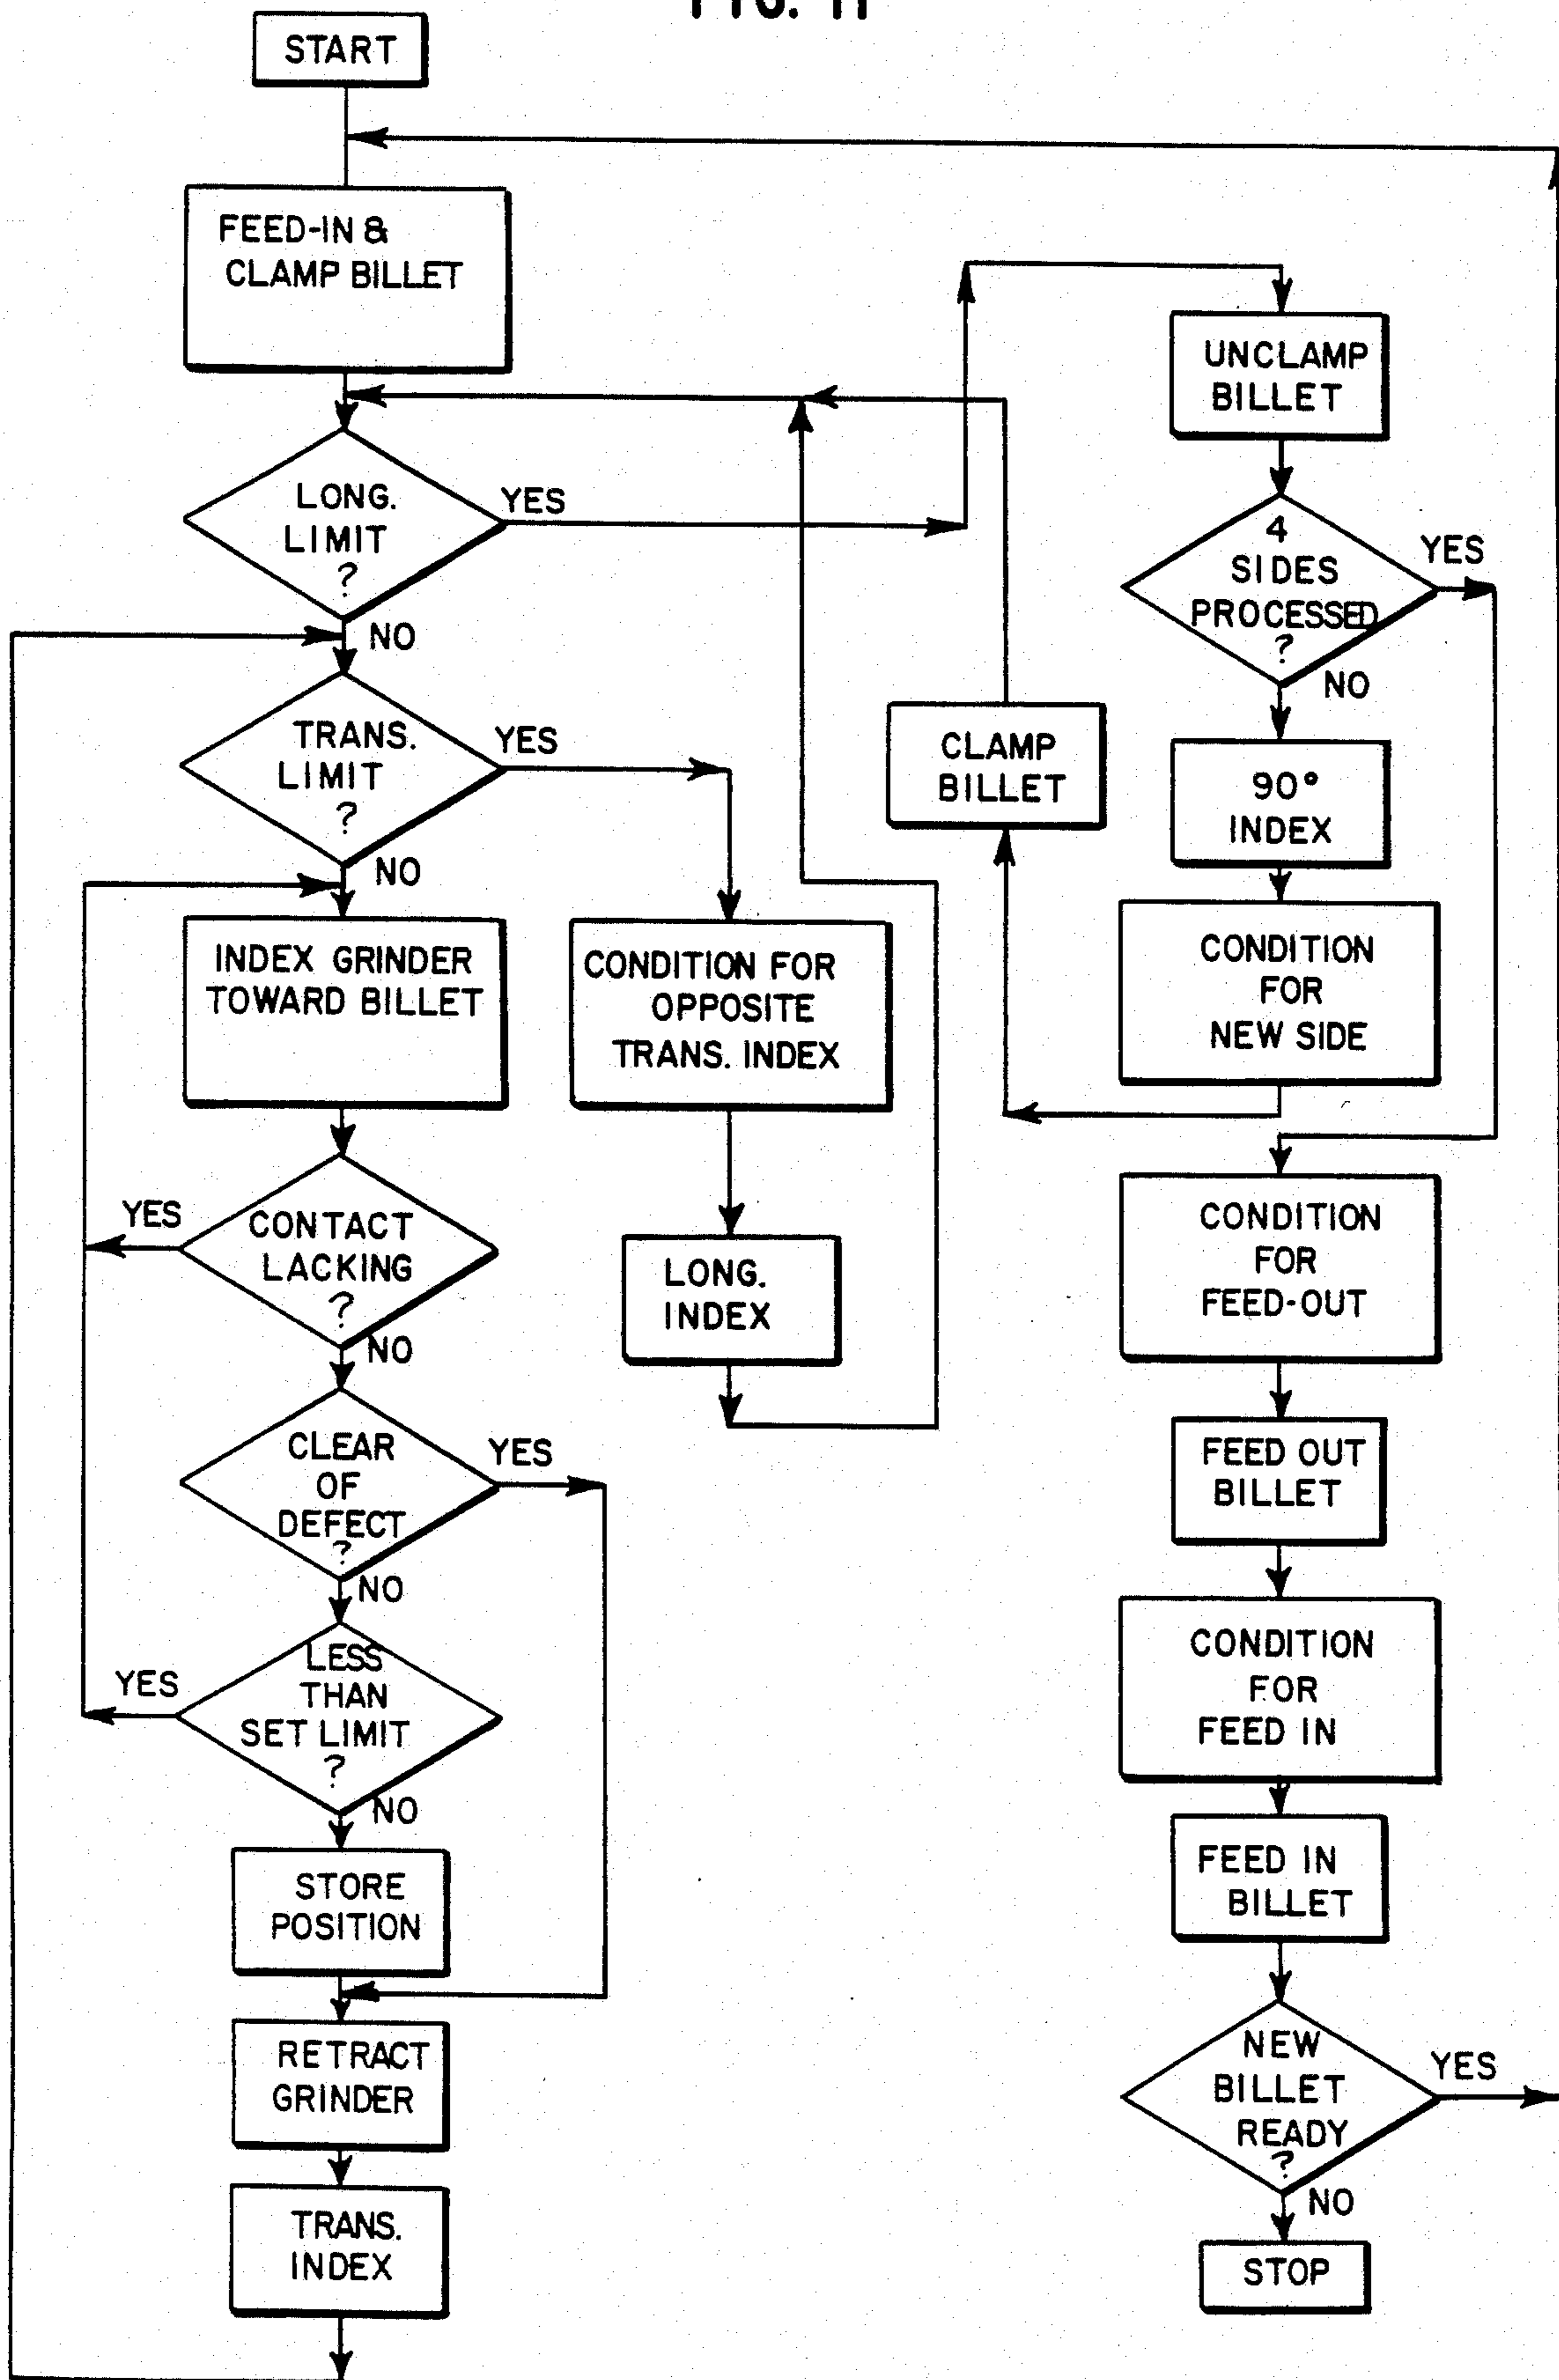 FIG. 11
START
FEED-IN &
CLAMP BILLET
LONG.
LIMIT
?
YES
NO
TRANS.
LIMIT
?
YES
NO
INDEX GRINDER
TOWARD BILLET
CONTACT
LACKING
?
YES
NO
CLEAR
OF
DEFECT
?
YES
NO
LESS
THAN
SET LIMIT
?
YES
NO
STORE
POSITION
RETRACT
GRINDER
TRANS.
INDEX
CONDITION FOR
OPPOSITE
TRANS. INDEX
LONG.
INDEX
CLAMP
BILLET
UNCLAMP
BILLET
4
SIDES
PROCESSED
?
YES
NO
90°
INDEX
CONDITION
FOR
NEW SIDE
CONDITION
FOR
FEED-OUT
FEED OUT
BILLET
CONDITION
FOR
FEED IN
FEED IN
BILLET
NEW
BILLET
READY
?
YES
NO
STOP